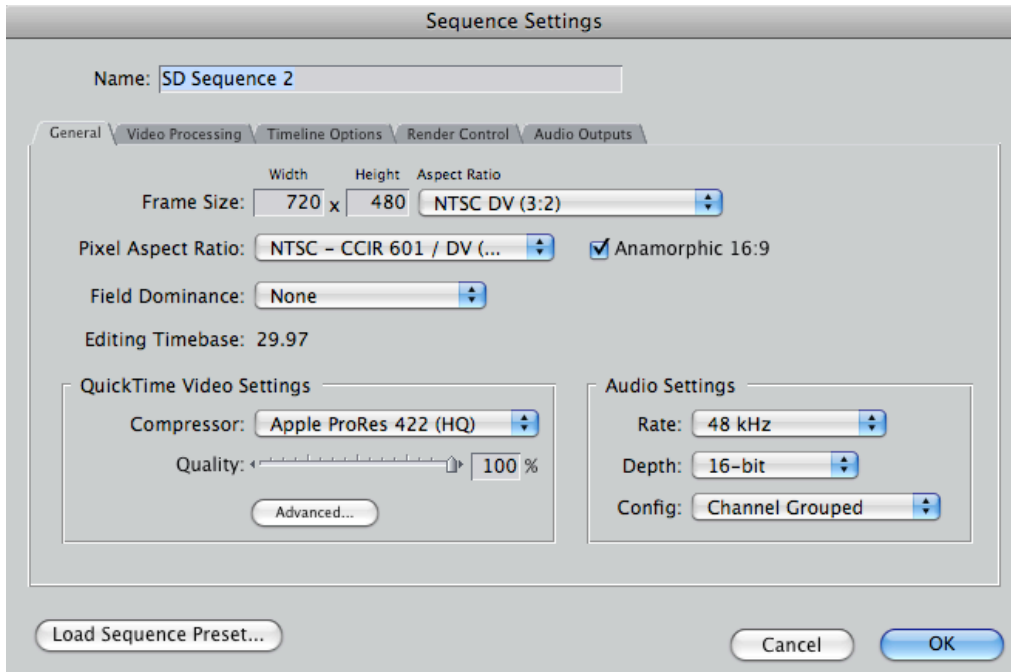 Sequence Settings
Name: SD Sequence 2
General Video Processing Timeline Options Render Control Audio Outputs
Width Height Aspect Ratio
Frame Size: 720 x 480 NTSC DV (3:2)
Pixel Aspect Ratio: NTSC - CCIR 601 / DV (... Anamorphic 16:9
Field Dominance: None
Editing Timebase: 29.97
QuickTime Video Settings
Compressor: Apple ProRes 422 (HQ)
Quality: 100 %
Advanced...
Audio Settings
Rate: 48 kHz
Depth: 16-bit
Config: Channel Grouped
Load Sequence Preset...
Cancel OK